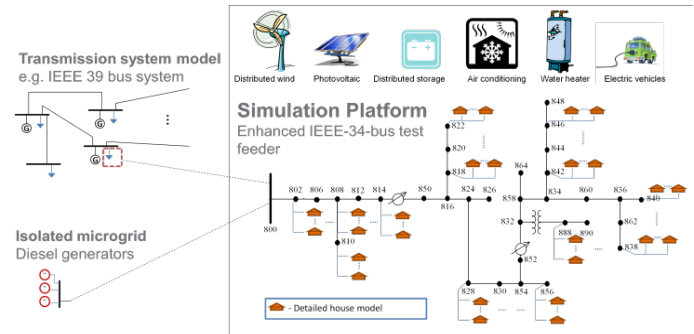 Transmission system model
e.g. IEEE 39 bus system
G
G
Isolated microgrid
Diesel generators
Distributed wind
Photovoltaic
Distributed storage
Air conditioning
Water heater
Electric vehicles
Simulation Platform
Enhanced IEEE-34-bus test
feeder
800
802
806
808
812
814
810
850
816
822
820
818
824
826
828
830
854
856
852
832
858
864
848
846
844
842
834
860
836
840
862
838
888
890
- Detailed house model